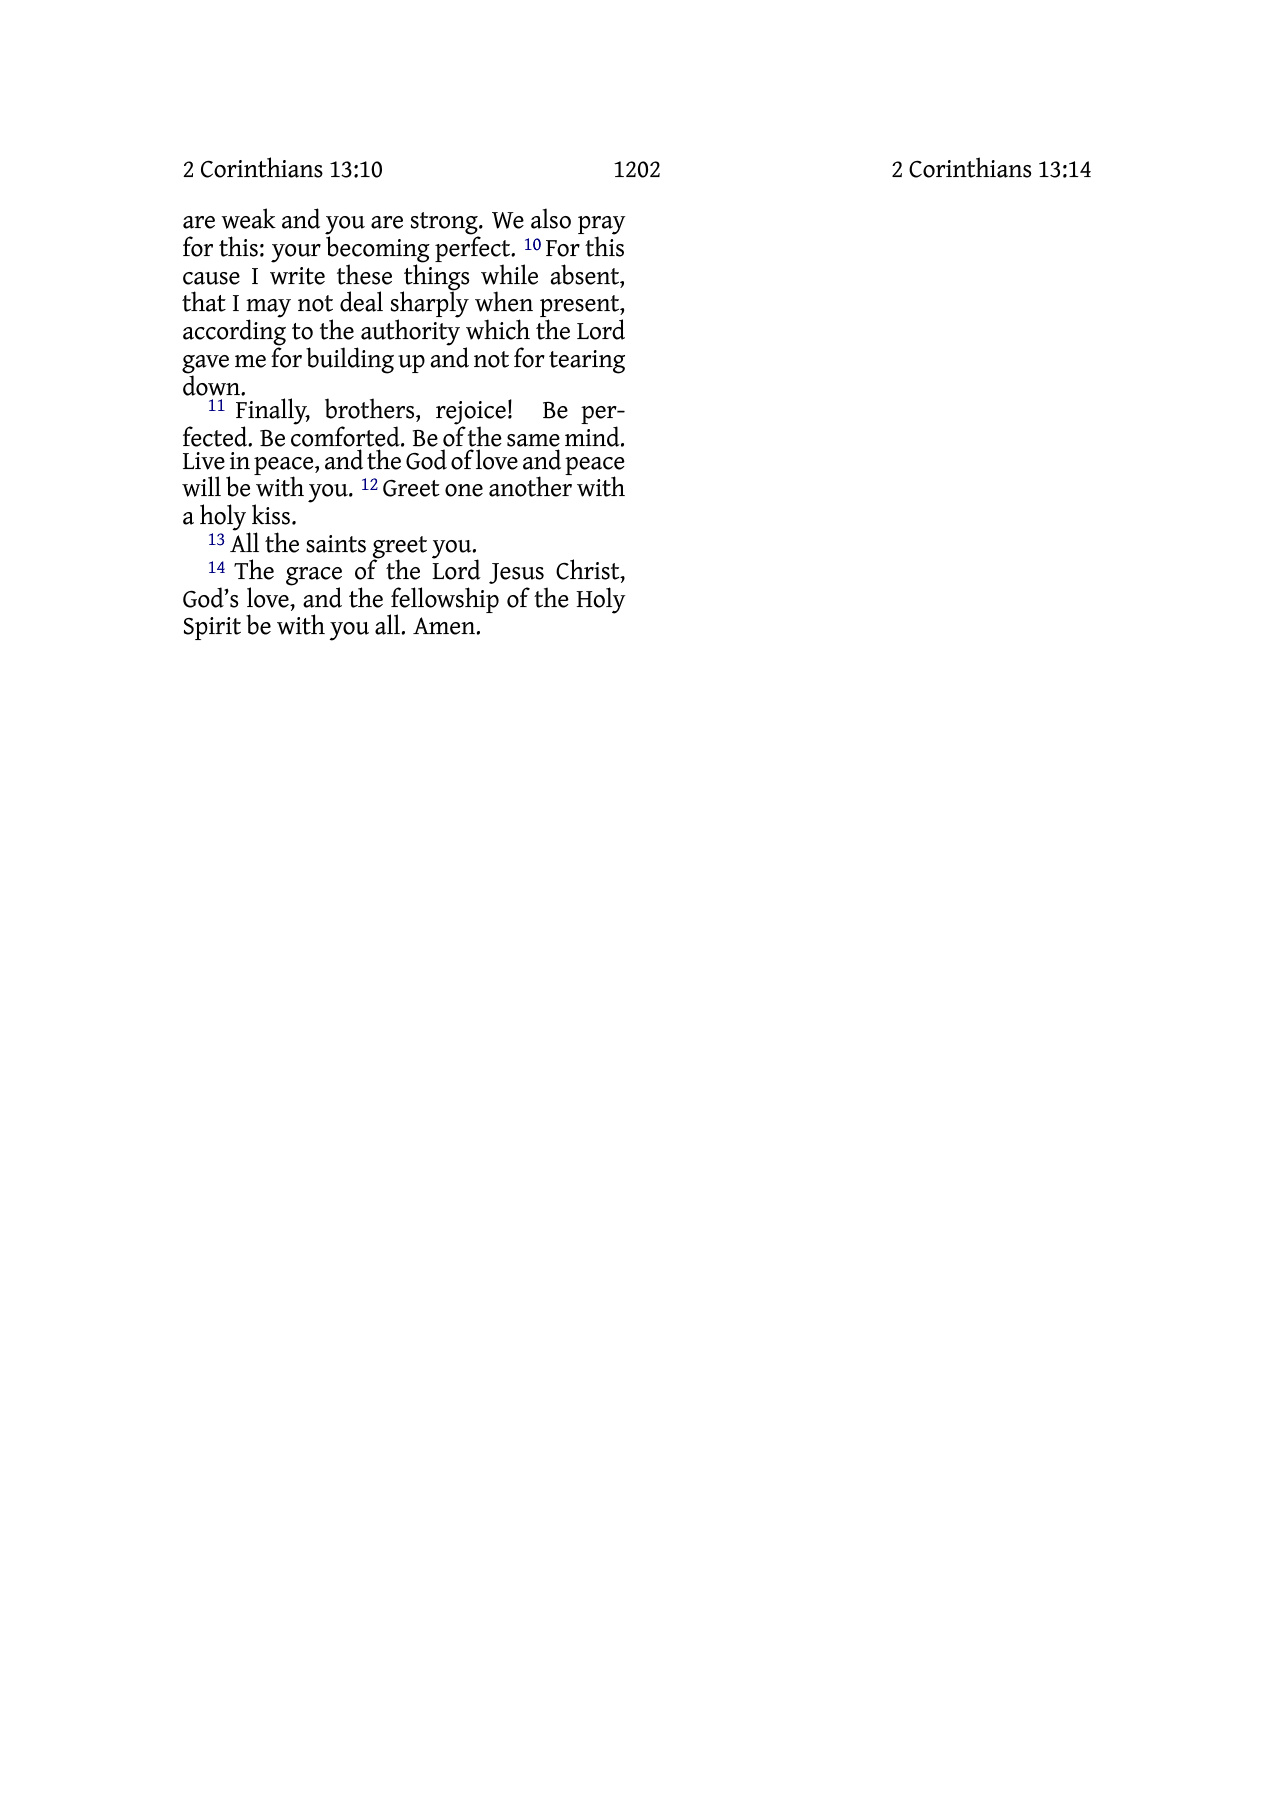 2 Corinthians 13:10 1202 2 Corinthians 13:14
are weak and you are strong. We also pray
for this: your becoming perfect. 10 For this
cause I write these things while absent,
that I may not deal sharply when present,
according to the authority which the Lord
gave me for building up and not for tearing
down.
11 Finally, brothers, rejoice! Be per-
fected. Be comforted. Be of the same mind.
Live in peace, and the God of love and peace
will be with you. 12 Greet one another with
a holy kiss.
13 All the saints greet you.
14 The grace of the Lord Jesus Christ,
God’s love, and the fellowship of the Holy
Spirit be with you all. Amen.